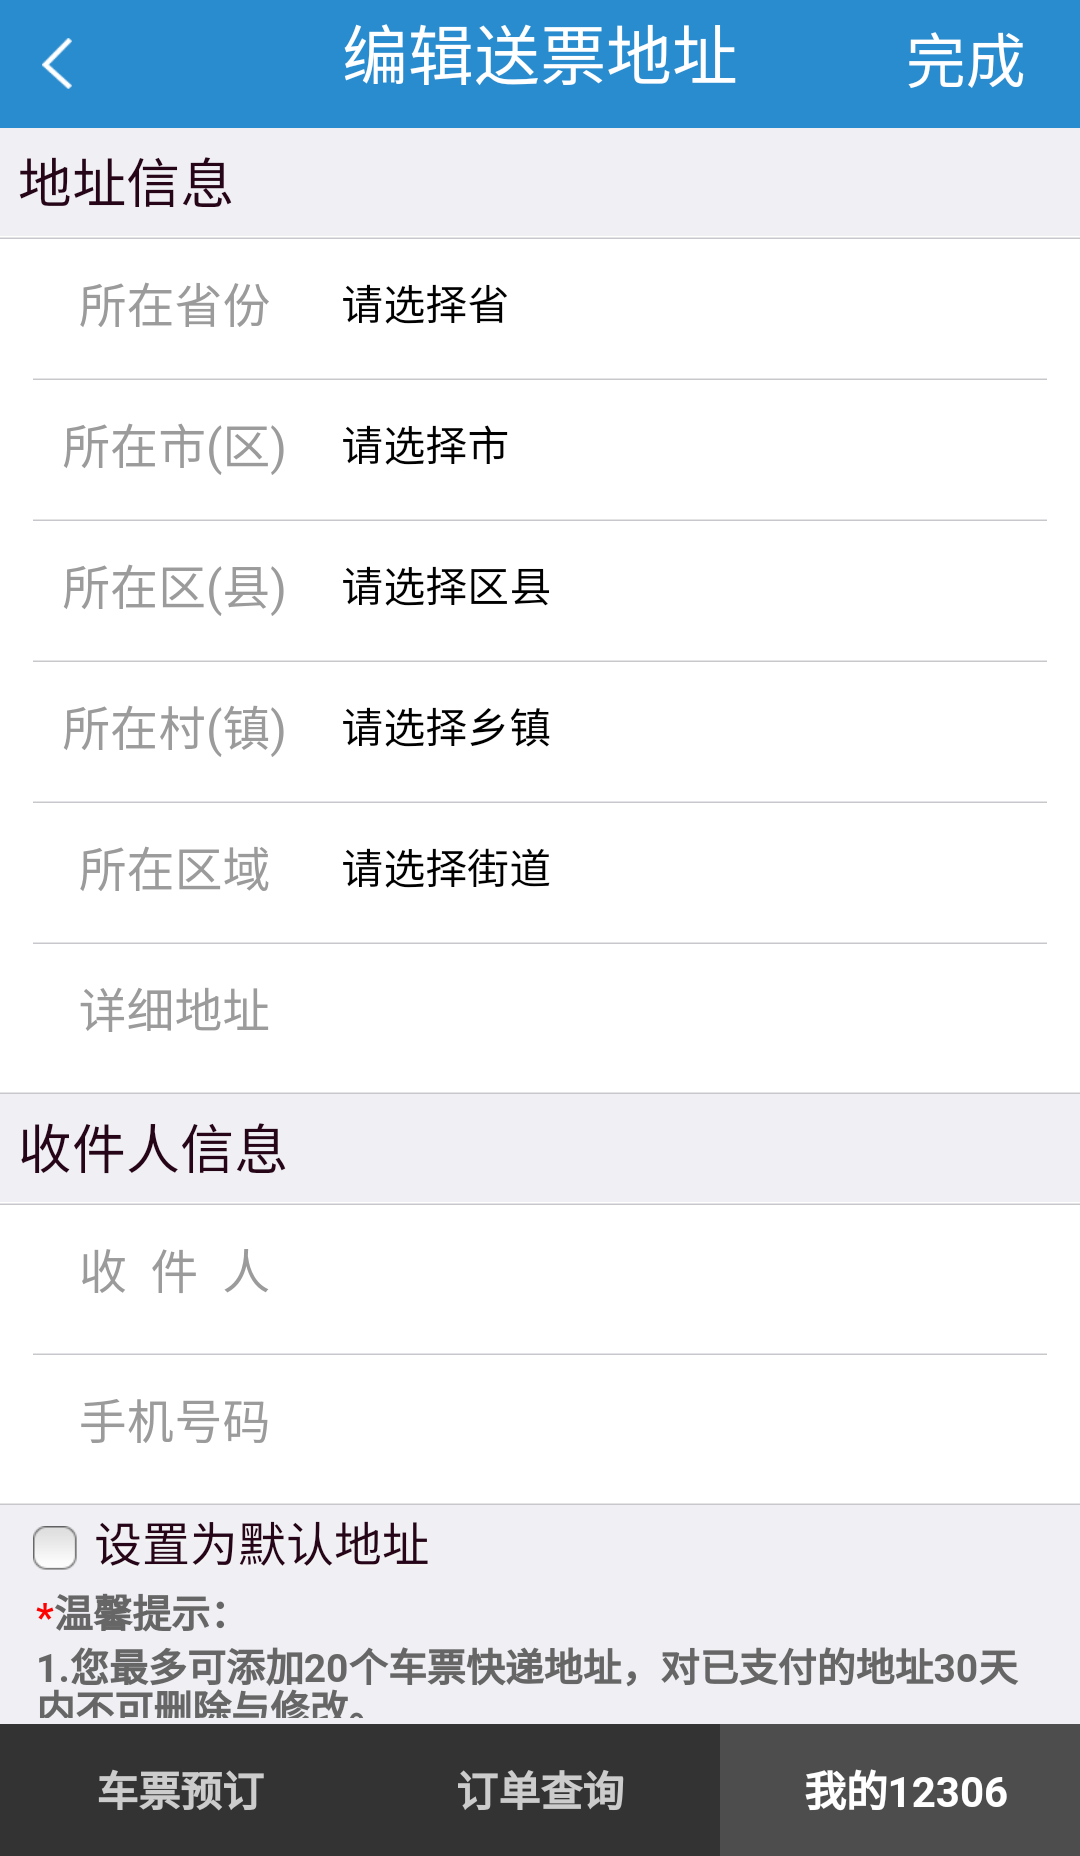 编辑送票地址 完成
地址信息
所在省份 请选择省
所在市(区) 请选择市
所在区(县) 请选择区县
所在村(镇) 请选择乡镇
所在区域 请选择街道
详细地址
收件人信息
收 件 人
手机号码
设置为默认地址
*温馨提示：
1.您最多可添加20个车票快递地址，对已支付的地址30天
内不可删除与修改。
车票预订 订单查询 我的12306